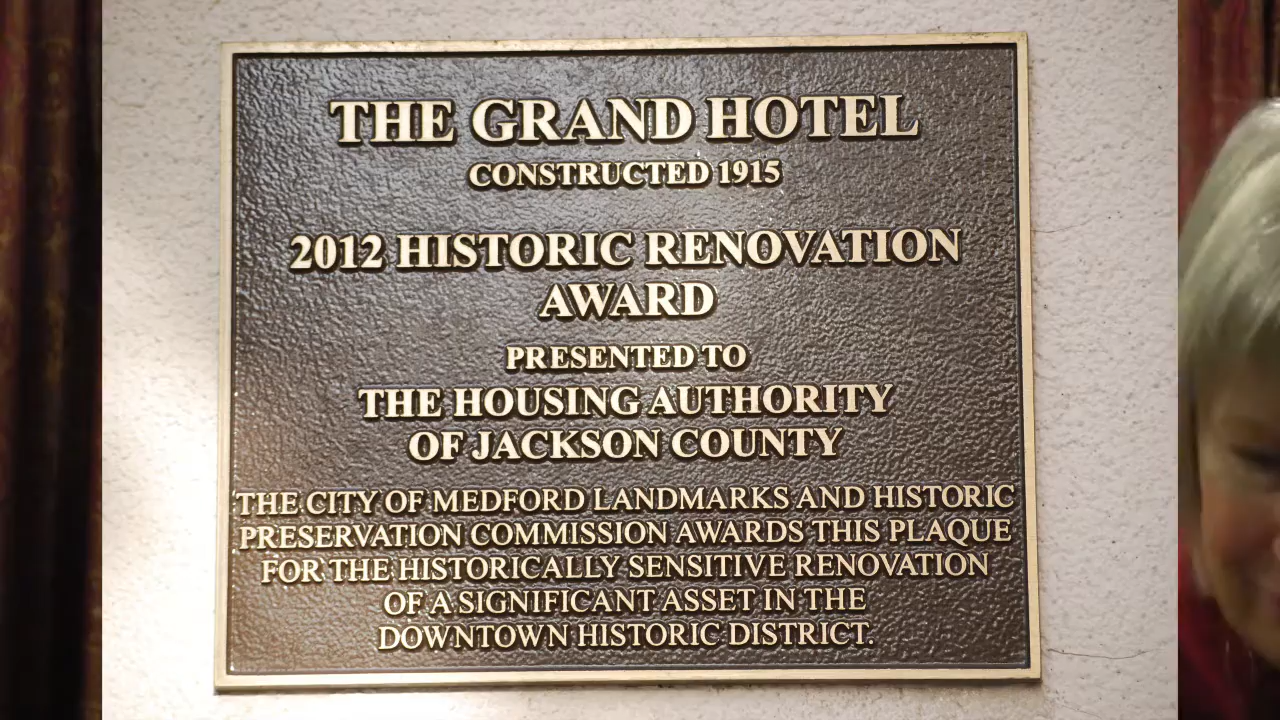 THE GRAND HOTEL
CONSTRUCTED 1915
2012 HISTORIC RENOVATION
AWARD
PRESENTED TO
THE HOUSING AUTHORITY
OF JACKSON COUNTY
THE CITY OF MEDFORD LANDMARKS AND HISTORIC
PRESERVATION COMMISSION AWARDS THIS PLAQUE
FOR THE HISTORICALLY SENSITIVE RENOVATION
OF A SIGNIFICANT ASSET IN THE
DOWNTOWN HISTORIC DISTRICT.